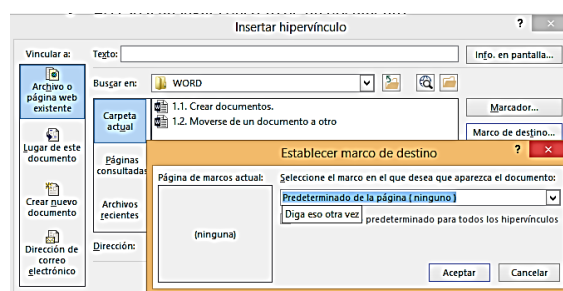 Insertar hipervínculo
?
Vincular a:
Texto:
Info. en pantalla...
Archivo o
página web
existente
Buscar en:
WORD
Carpeta
actual
1.1. Crear documentos.
1.2. Moverse de un documento a otro
Marcador...
Marco de destino...
Lugar de este
documento
Páginas
consultadas
Crear nuevo
documento
Archivos
recientes
Dirección de
correo
electrónico
Dirección:
Establecer marco de destino
?
Página de marcos actual:
(ninguna)
Seleccione el marco en el que desea que aparezca el documento:
Predeterminado de la página (ninguno)
Diga eso otra vez
predeterminado para todos los hipervínculos
Aceptar
Cancelar